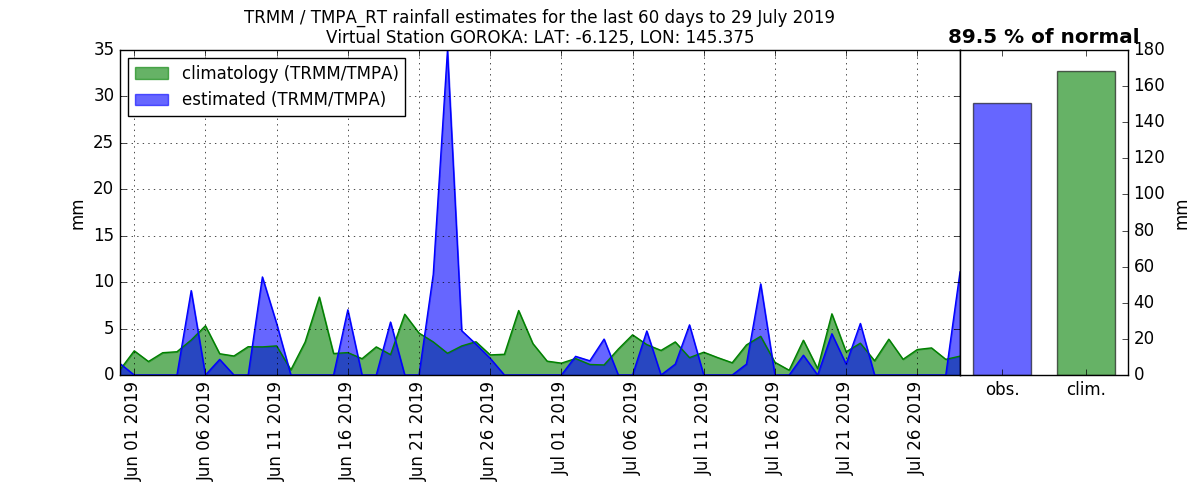 TRMM / TMPA_RT rainfall estimates for the last 60 days to 29 July 2019
Virtual Station GOROKA: LAT: -6.125, LON: 145.375
89.5 % of normal
climatology (TRMM/TMPA)
estimated (TRMM/TMPA)
mm
35
30
25
20
15
10
5
0
180
160
140
120
100
80
60
40
20
0
mm
Jun 01 2019
Jun 06 2019
Jun 11 2019
Jun 16 2019
Jun 21 2019
Jun 26 2019
Jul 01 2019
Jul 06 2019
Jul 11 2019
Jul 16 2019
Jul 21 2019
Jul 26 2019
obs.
clim.